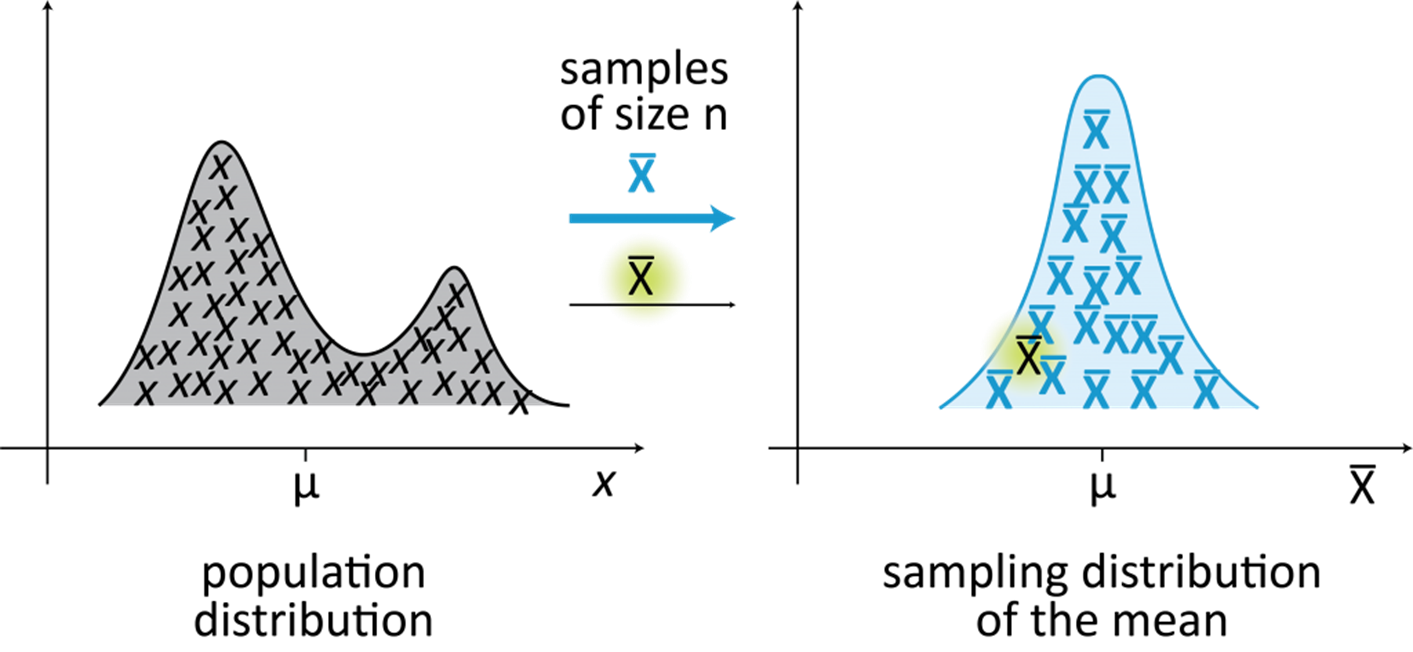 samples
of size n
X̅
X̅
μ
x
μ
X̅
population
distribution
sampling distribution
of the mean